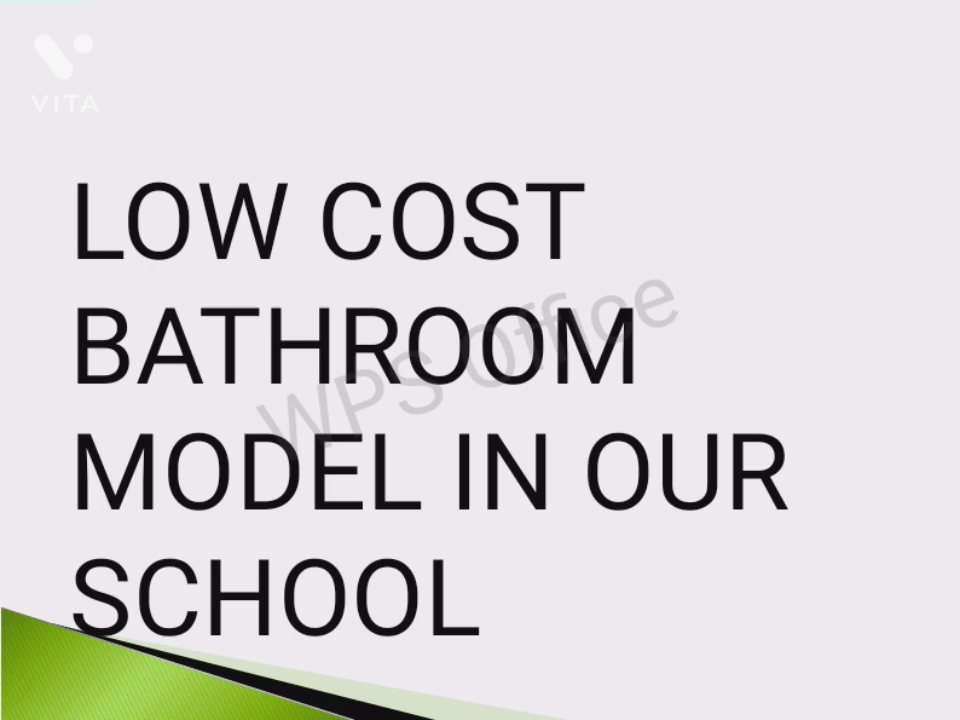 VITA
LOW COST
BATHROOM
MODEL IN OUR
SCHOOL
WPS Office